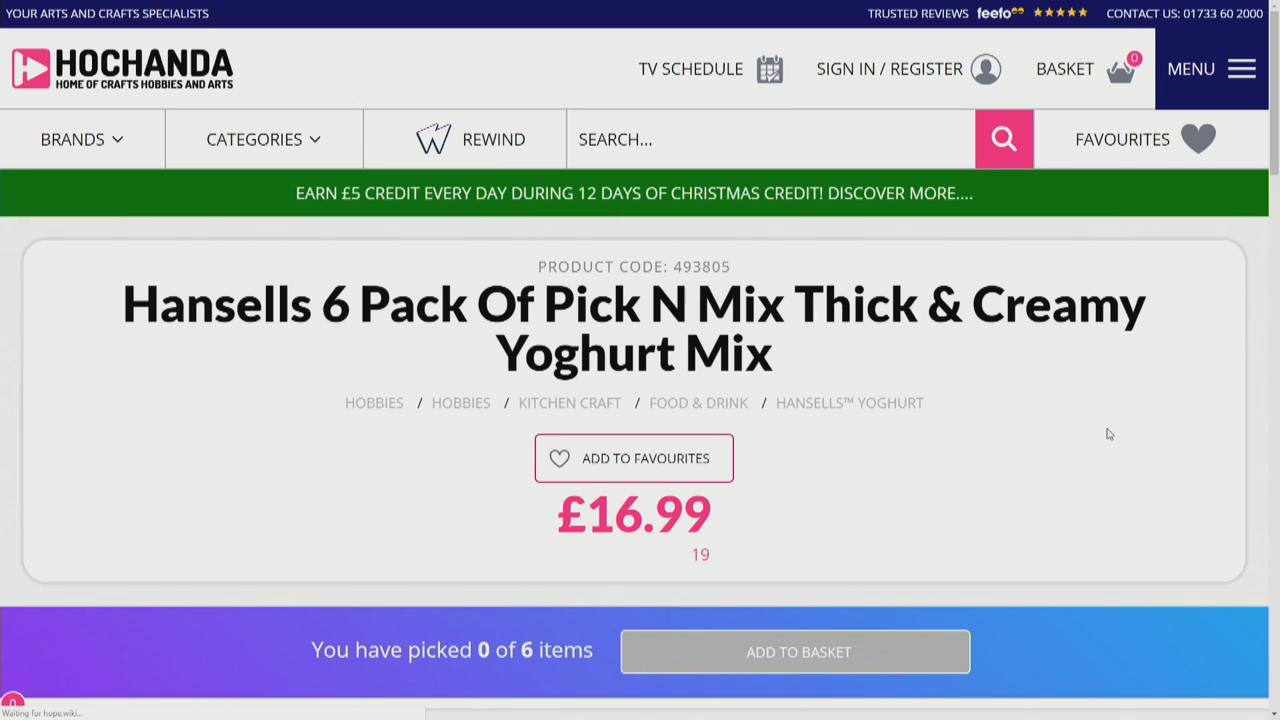 YOUR ARTS AND CRAFTS SPECIALISTS
TRUSTED REVIEWS feefo CONTACT US: 01733 60 2000
HOCHANDA
HOME OF CRAFTS HOBBIES AND ARTS
TV SCHEDULE SIGN IN / REGISTER BASKET 0 MENU
BRANDS CATEGORIES REWIND SEARCH... FAVOURITES
EARN £5 CREDIT EVERY DAY DURING 12 DAYS OF CHRISTMAS CREDIT! DISCOVER MORE....
PRODUCT CODE: 493805
Hansells 6 Pack Of Pick N Mix Thick & Creamy
Yoghurt Mix
HOBBIES / HOBBIES / KITCHEN CRAFT / FOOD & DRINK / HANSELLS™ YOGHURT
ADD TO FAVOURITES
£16.99
19
You have picked 0 of 6 items ADD TO BASKET
Waiting for hope.wiki...